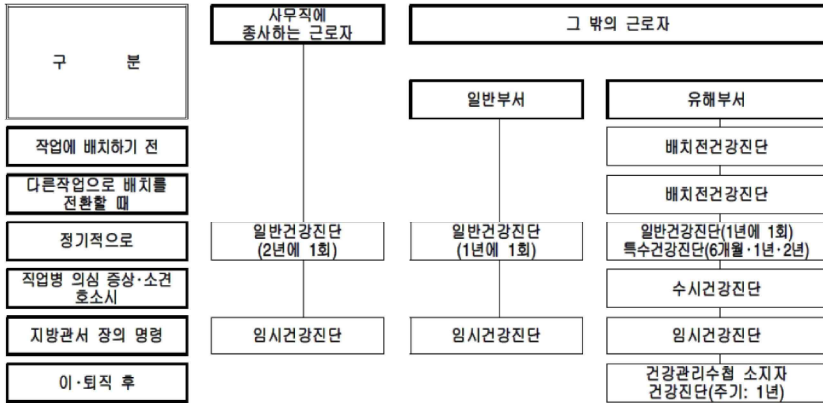 사무직에
종사하는 근로자
그 밖의 근로자
구 분
일반부서
유해부서
작업에 배치하기 전
배치전건강진단
다른작업으로 배치를
전환할 때
배치전건강진단
정기적으로
일반건강진단
(2년에 1회)
일반건강진단
(1년에 1회)
일반건강진단(1년에 1회)
특수건강진단(6개월·1년·2년)
직업병 의심 증상·소견
호소시
수시건강진단
지방관서 장의 명령
임시건강진단
임시건강진단
임시건강진단
이·퇴직 후
건강관리수첩 소지자
건강진단(주기: 1년)